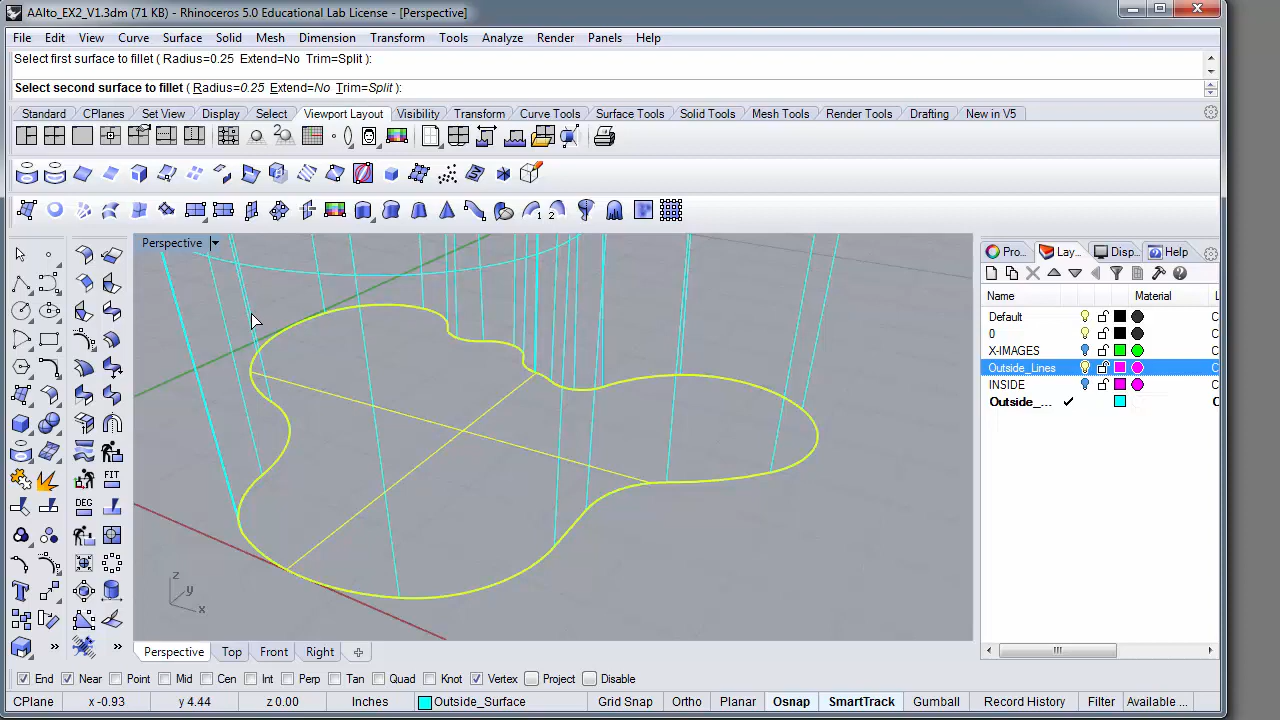 AAlto_EX2_V1.3dm (71 KB) - Rhinoceros 5.0 Educational Lab License - [Perspective]
File Edit View Curve Surface Solid Mesh Dimension Transform Tools Analyze Render Panels Help
Select first surface to fillet ( Radius=0.25 Extend=No Trim=Split ):
Select second surface to fillet ( Radius=0.25 Extend=No Trim=Split ):
Standard CPlanes Set View Display Select Viewport Layout Visibility Transform Curve Tools Surface Tools Solid Tools Mesh Tools Render Tools Drafting New in V5
Perspective
Pro... Lay... Disp... Help
Name Material L
Default C
0 C
X-IMAGES C
Outside_Lines C
INSIDE C
Outside_... C
FIT
DEG
z
y
x
Perspective Top Front Right
End Near Point Mid Cen Int Perp Tan Quad Knot Vertex Project Disable
CPlane x -0.93 y 4.44 z 0.00 Inches Outside_Surface Grid Snap Ortho Planar Osnap SmartTrack Gumball Record History Filter Available ...